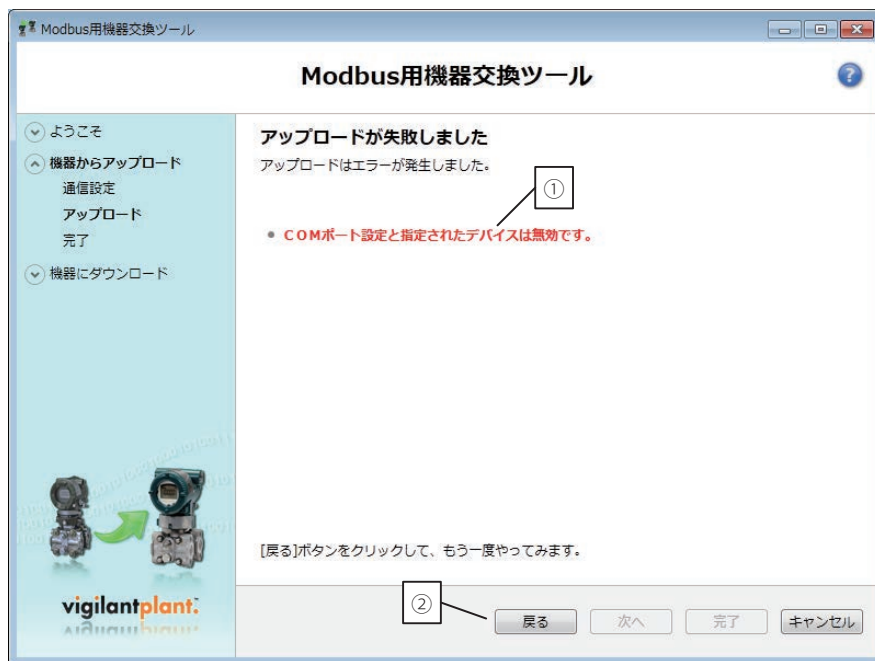 Modbus用機器交換ツール
Modbus用機器交換ツール
?
ようこそ
機器からアップロード
通信設定
アップロード
完了
機器にダウンロード
アップロードが失敗しました
アップロードはエラーが発生しました。
①
● COMポート設定と指定されたデバイスは無効です。
[戻る]ボタンをクリックして、もう一度やってみます。
vigilantplant.™
②
戻る 次へ 完了 キャンセル